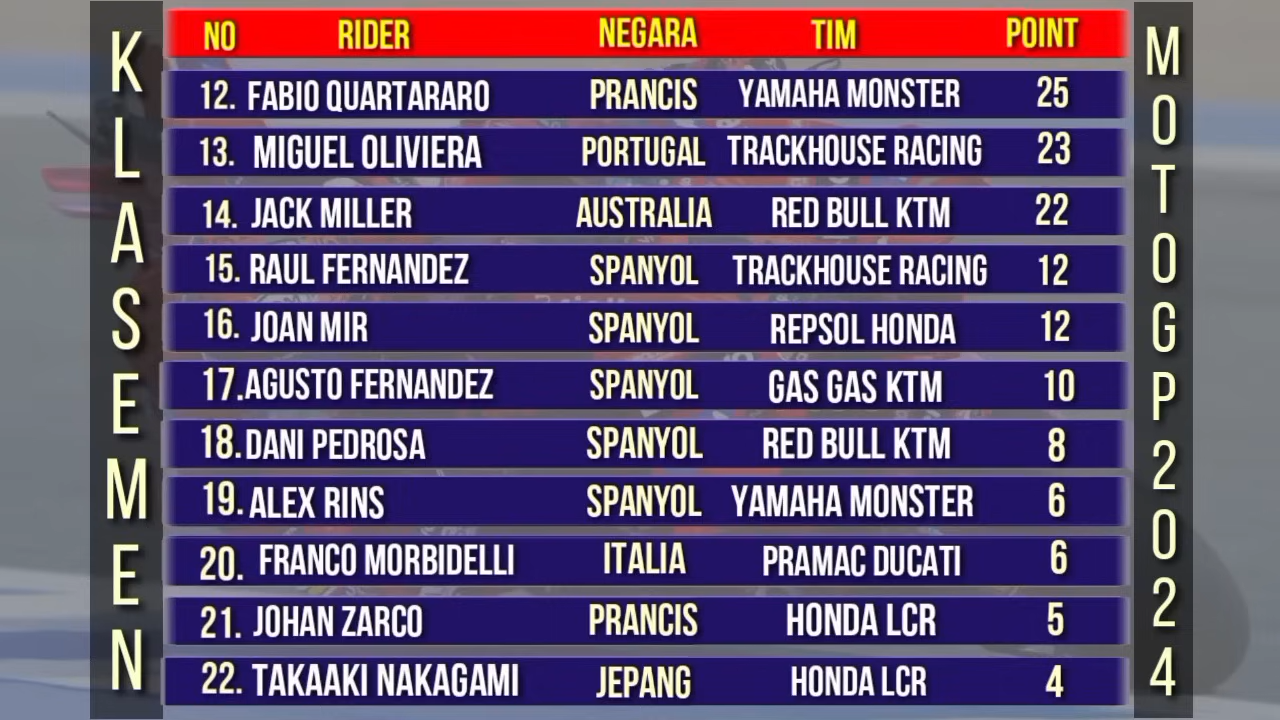 KLASEMEN
NO RIDER NEGARA TIM POINT
12. FABIO QUARTARARO PRANCIS YAMAHA MONSTER 25
13. MIGUEL OLIVIERA PORTUGAL TRACKHOUSE RACING 23
14. JACK MILLER AUSTRALIA RED BULL KTM 22
15. RAUL FERNANDEZ SPANYOL TRACKHOUSE RACING 12
16. JOAN MIR SPANYOL REPSOL HONDA 12
17. AGUSTO FERNANDEZ SPANYOL GAS GAS KTM 10
18. DANI PEDROSA SPANYOL RED BULL KTM 8
19. ALEX RINS SPANYOL YAMAHA MONSTER 6
20. FRANCO MORBIDELLI ITALIA PRAMAC DUCATI 6
21. JOHAN ZARCO PRANCIS HONDA LCR 5
22. TAKAAKI NAKAGAMI JEPANG HONDA LCR 4
MOTOGP2024